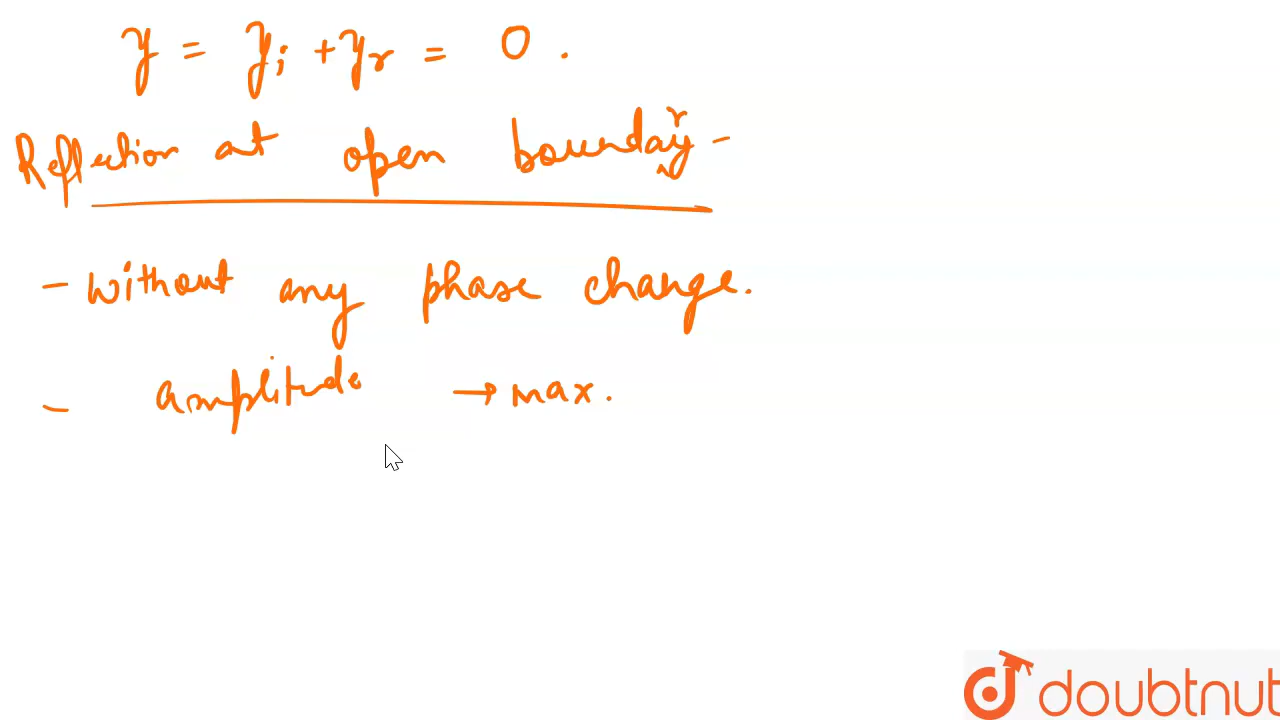 y = yi + yr = 0 .
Reflection at open boundary -
- without any phase change.
- amplitude → max.
doubtnut